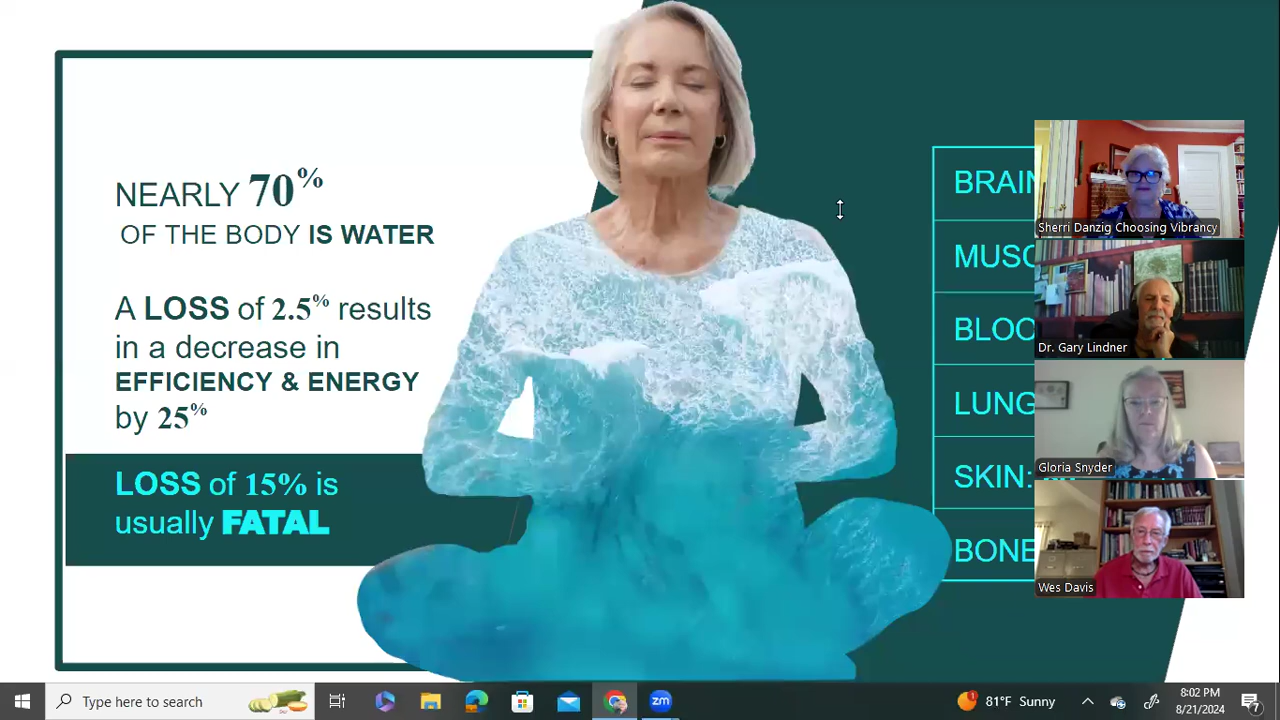 NEARLY 70%
OF THE BODY IS WATER
A LOSS of 2.5% results
in a decrease in
EFFICIENCY & ENERGY
by 25%
LOSS of 15% is
usually FATAL
BRAIN
MUSC
BLOO
LUNG
SKIN:
BONE
Sherri Danzig Choosing Vibrancy
Dr. Gary Lindner
Gloria Snyder
Wes Davis
Type here to search
zm
81°F Sunny
8:02 PM
8/21/2024
7